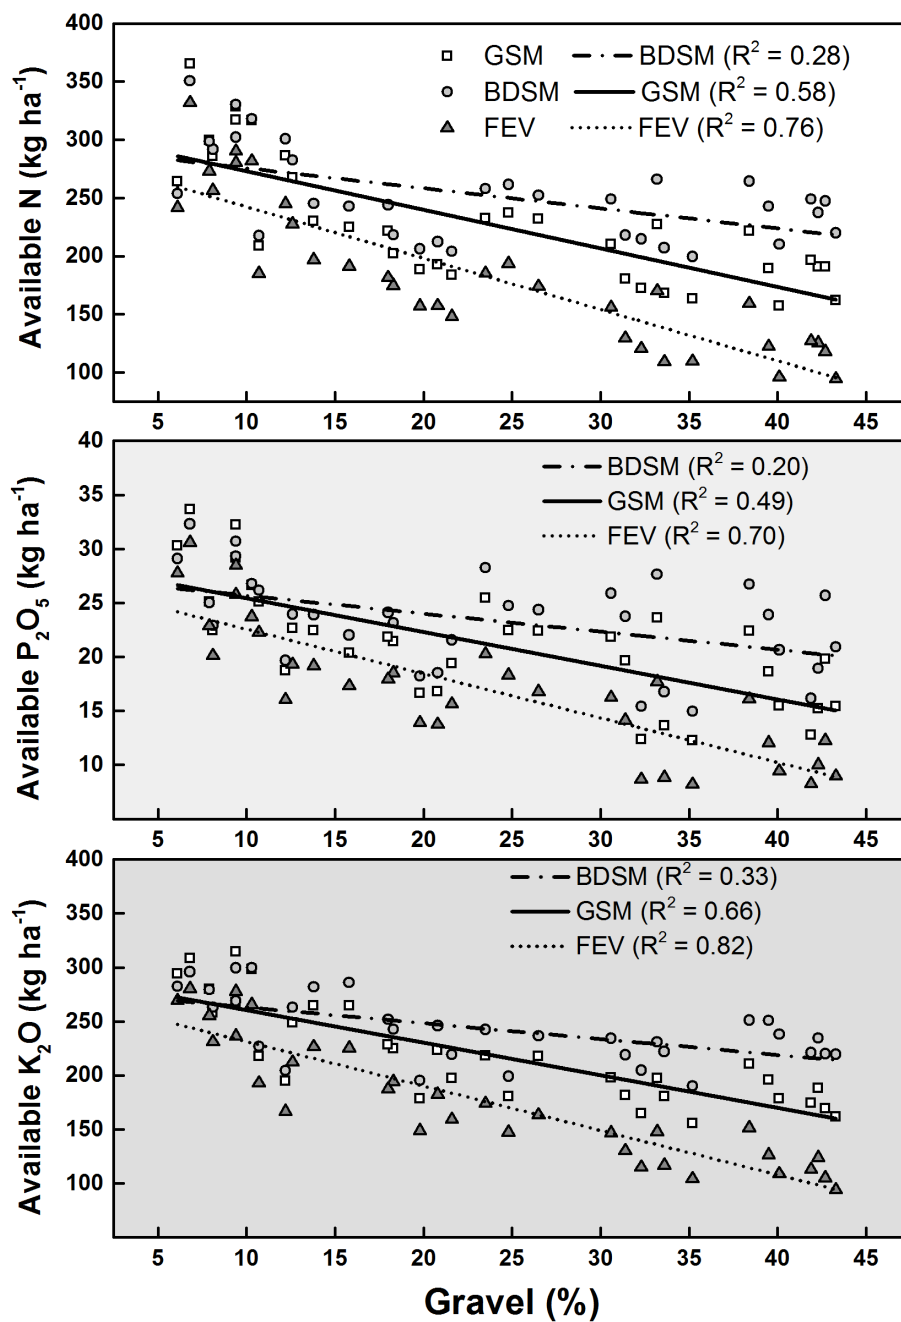 400
350
300
250
200
150
100
Available N (kg ha⁻¹)
GSM BDSM (R² = 0.28)
BDSM GSM (R² = 0.58)
FEV FEV (R² = 0.76)
5 10 15 20 25 30 35 40 45
40
35
30
25
20
15
10
Available P₂O₅ (kg ha⁻¹)
BDSM (R² = 0.20)
GSM (R² = 0.49)
FEV (R² = 0.70)
5 10 15 20 25 30 35 40 45
400
300
250
200
150
100
Available K₂O (kg ha⁻¹)
BDSM (R² = 0.33)
GSM (R² = 0.66)
FEV (R² = 0.82)
5 10 15 20 25 30 35 40 45
Gravel (%)